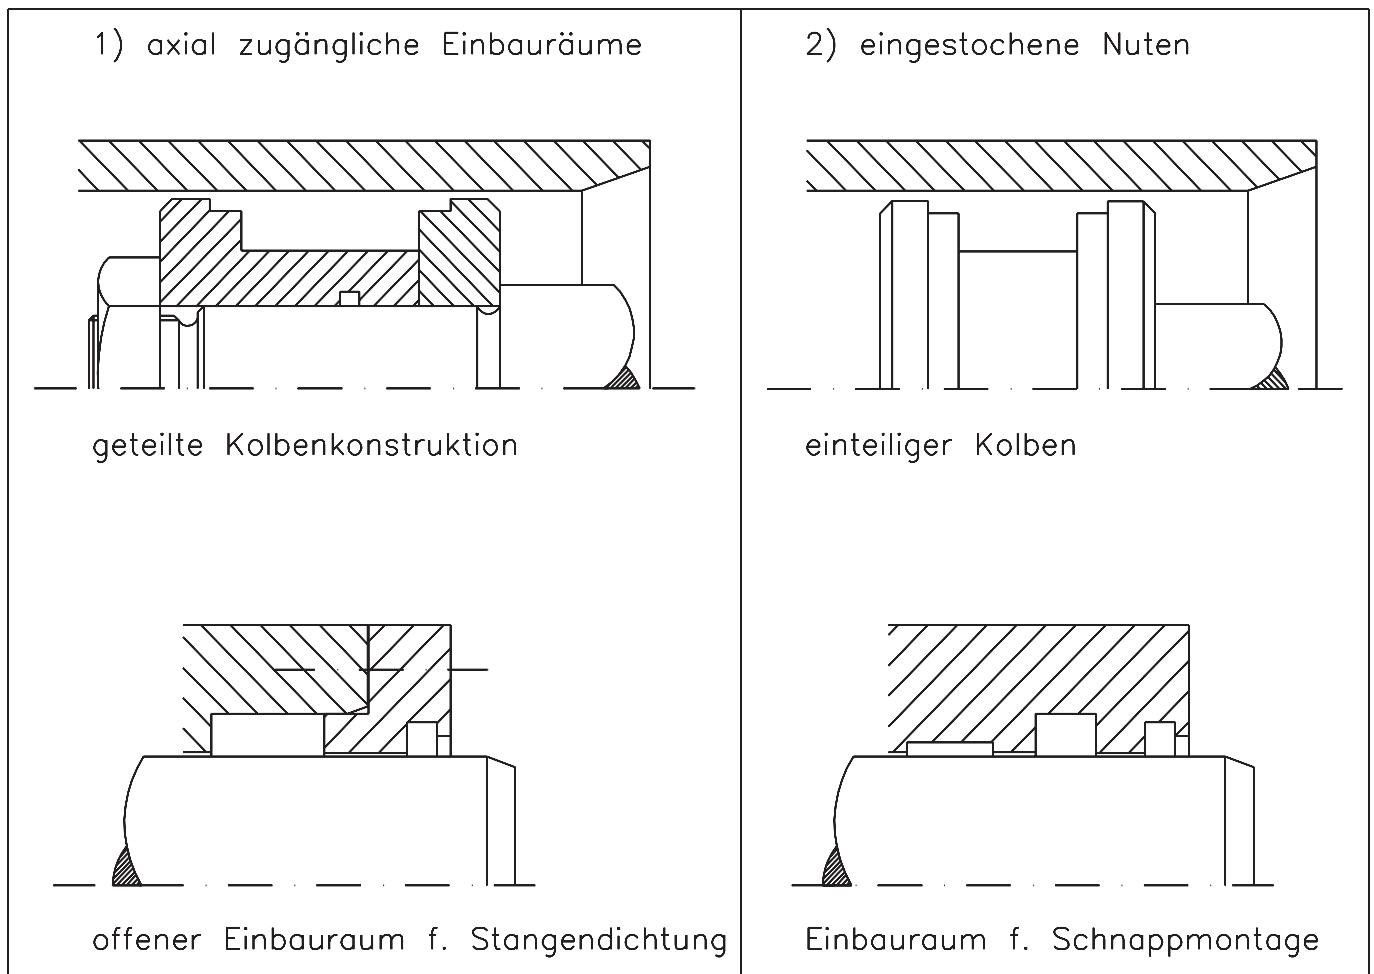 1) axial zugängliche Einbauräume
2) eingestochene Nuten
geteilte Kolbenkonstruktion
einteiliger Kolben
offener Einbauraum f. Stangendichtung
Einbauraum f. Schnappmontage